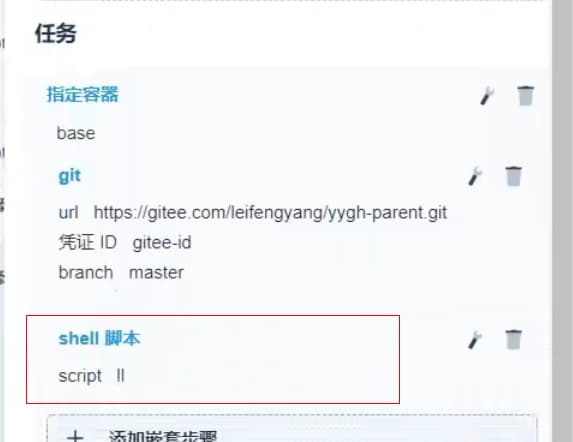 任务
指定容器
base
git
url https://gitee.com/leifengyang/yygh-parent.git
凭证 ID gitee-id
branch master
shell 脚本
script ll
添加嵌套步骤